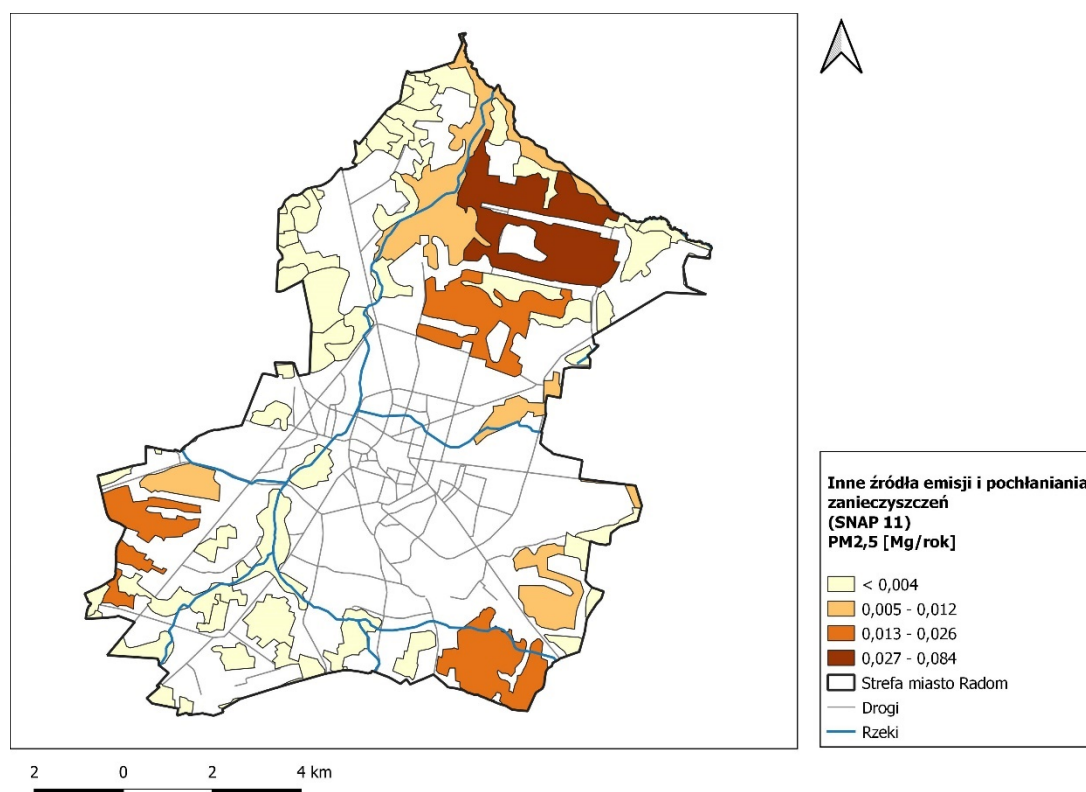 Inne źródła emisji i pochłaniania
zanieczyszczeń
(SNAP 11)
PM2,5 [Mg/rok]
< 0,004
0,005 - 0,012
0,013 - 0,026
0,027 - 0,084
Strefa miasto Radom
Drogi
Rzeki
2 0 2 4 km